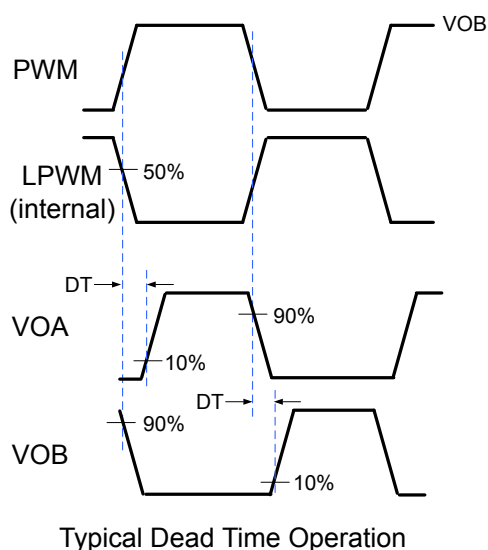 VOB
PWM
50%
LPWM
(internal)
DT
90%
VOA
10%
DT
90%
VOB
10%
Typical Dead Time Operation